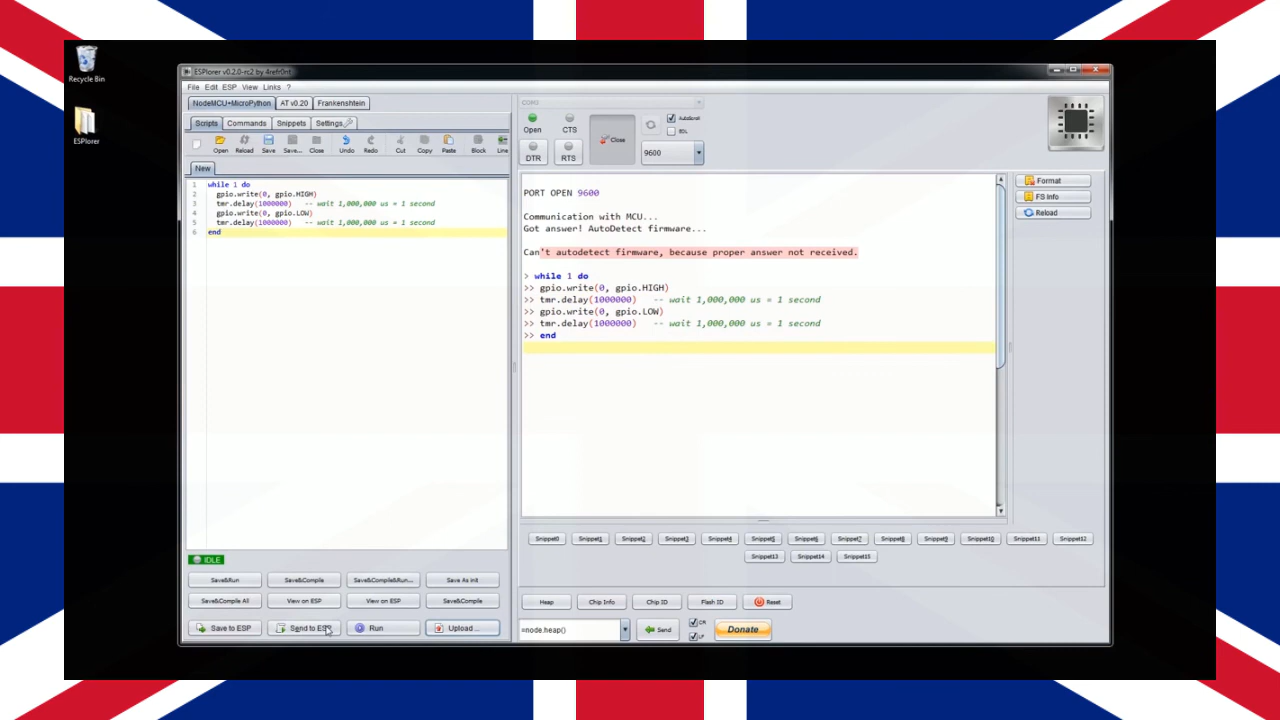 Recycle Bin
ESPlorer
ESPlorer v0.2.0-rc2 by 4refr0nt
File Edit ESP View Links ?
NodeMCU+MicroPython AT v0.20 Frankenshtein
Scripts Commands Snippets Settings
Open Reload Save Save... Close Undo Redo Cut Copy Paste Block Line
New
1 while 1 do
2 gpio.write(0, gpio.HIGH)
3 tmr.delay(1000000) -- wait 1,000,000 us = 1 second
4 gpio.write(0, gpio.LOW)
5 tmr.delay(1000000) -- wait 1,000,000 us = 1 second
6 end
IDLE
Save&Run Save&Compile Save&Compile&Run... Save As init
Save&Compile All View on ESP View on ESP Save&Compile
Save to ESP Send to ESP Run Upload ...
Open CTS Close AutoScroll
EOL
DTR RTS 9600
PORT OPEN 9600
Communication with MCU...
Got answer! AutoDetect firmware...
Can't autodetect firmware, because proper answer not received.
> while 1 do
>> gpio.write(0, gpio.HIGH)
>> tmr.delay(1000000) -- wait 1,000,000 us = 1 second
>> gpio.write(0, gpio.LOW)
>> tmr.delay(1000000) -- wait 1,000,000 us = 1 second
>> end
Format
FS Info
Reload
Snippet0 Snippet1 Snippet2 Snippet3 Snippet4 Snippet5 Snippet6 Snippet7 Snippet8 Snippet9 Snippet10 Snippet11 Snippet12
Snippet13 Snippet14 Snippet15
Heap Chip Info Chip ID Flash ID Reset
=node.heap() Send CR
LF
Donate